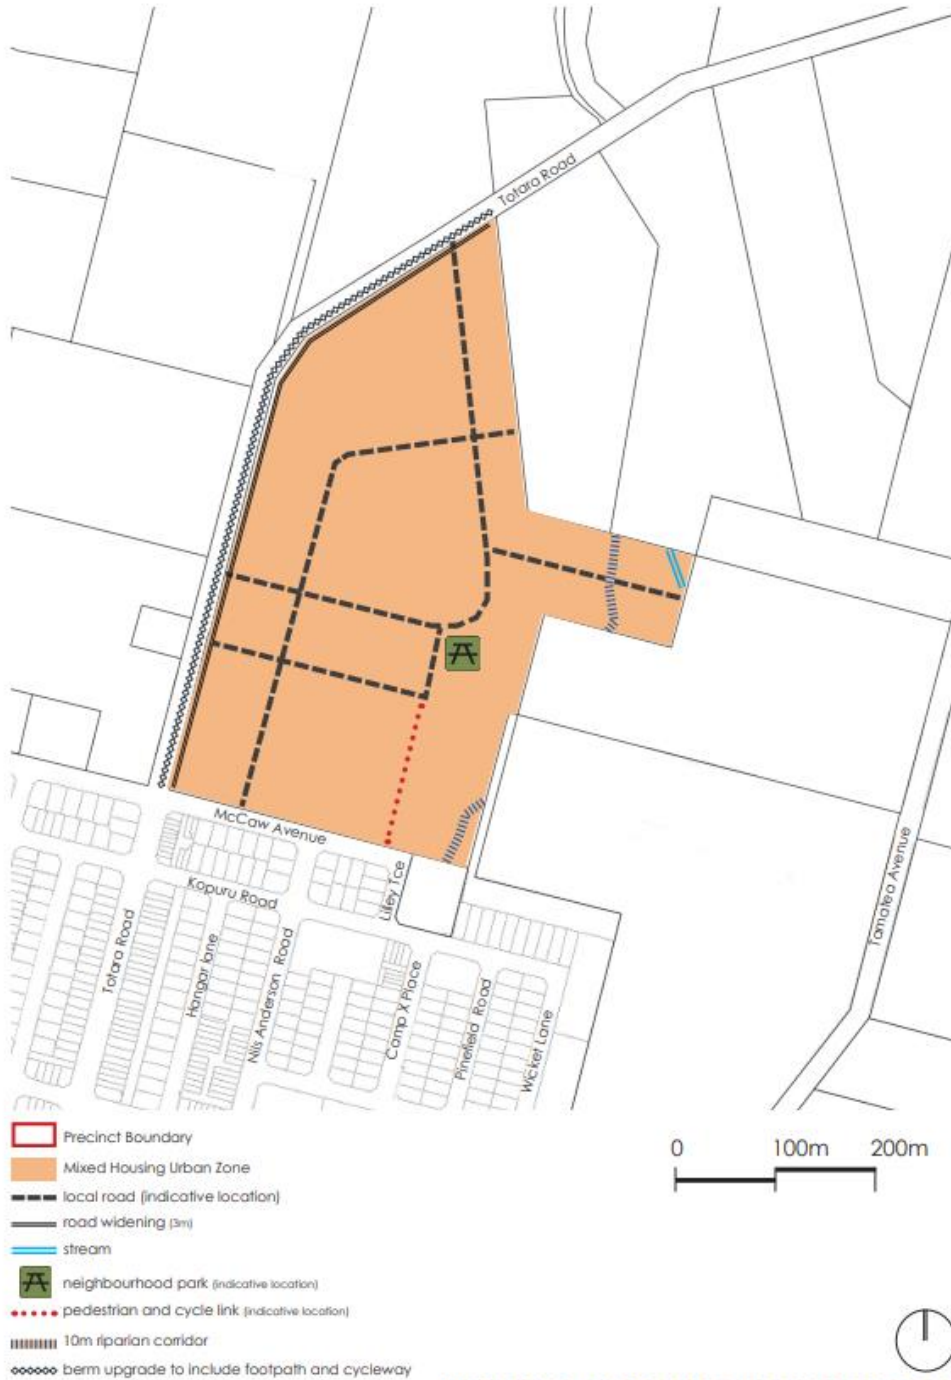 Totara Road
McCaw Avenue
Kopuru Road
Lilley Tce
Totara Road
Hangar lane
Nils Anderson Road
Camp X Place
Pinefield Road
Wicket Lane
Tamatea Avenue
Precinct Boundary
Mixed Housing Urban Zone
local road (indicative location)
road widening (3m)
stream
neighbourhood park (indicative location)
pedestrian and cycle link (indicative location)
10m riparian corridor
berm upgrade to include footpath and cycleway
0 100m 200m